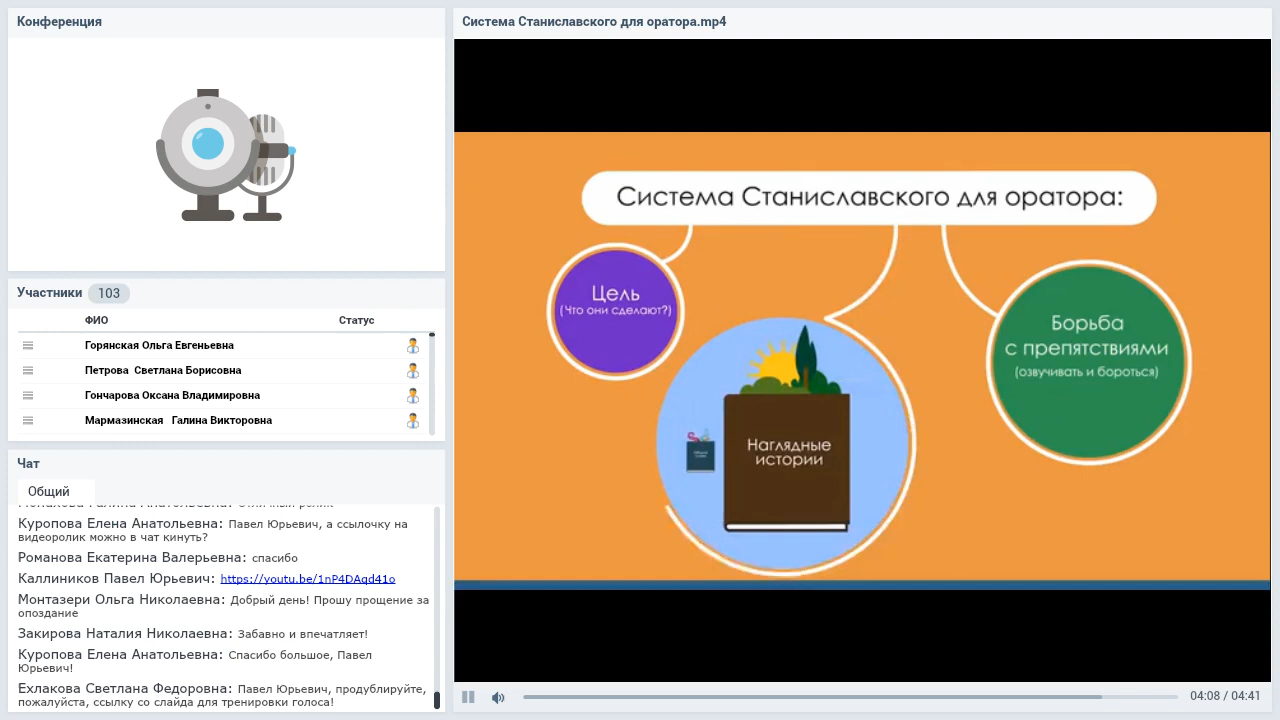 Конференция
Участники 103
ФИО Статус
Горянская Ольга Евгеньевна
Петрова Светлана Борисовна
Гончарова Оксана Владимировна
Мармазинская Галина Викторовна
Чат
Общий
Куропова Елена Анатольевна: Павел Юрьевич, а ссылочку на
видеоролик можно в чат кинуть?
Романова Екатерина Валерьевна: спасибо
Каллиников Павел Юрьевич: https://youtu.be/1nP4DAqd41o
Монтазери Ольга Николаевна: Добрый день! Прошу прощение за
опоздание
Закирова Наталия Николаевна: Забавно и впечатляет!
Куропова Елена Анатольевна: Спасибо большое, Павел
Юрьевич!
Ехлакова Светлана Федоровна: Павел Юрьевич, продублируйте,
пожалуйста, ссылку со слайда для тренировки голоса!
Система Станиславского для оратора.mp4
Система Станиславского для оратора:
Цель
(Что они сделают?)
Наглядные
истории
Борьба
с препятствиями
(озвучивать и бороться)
04:08 / 04:41